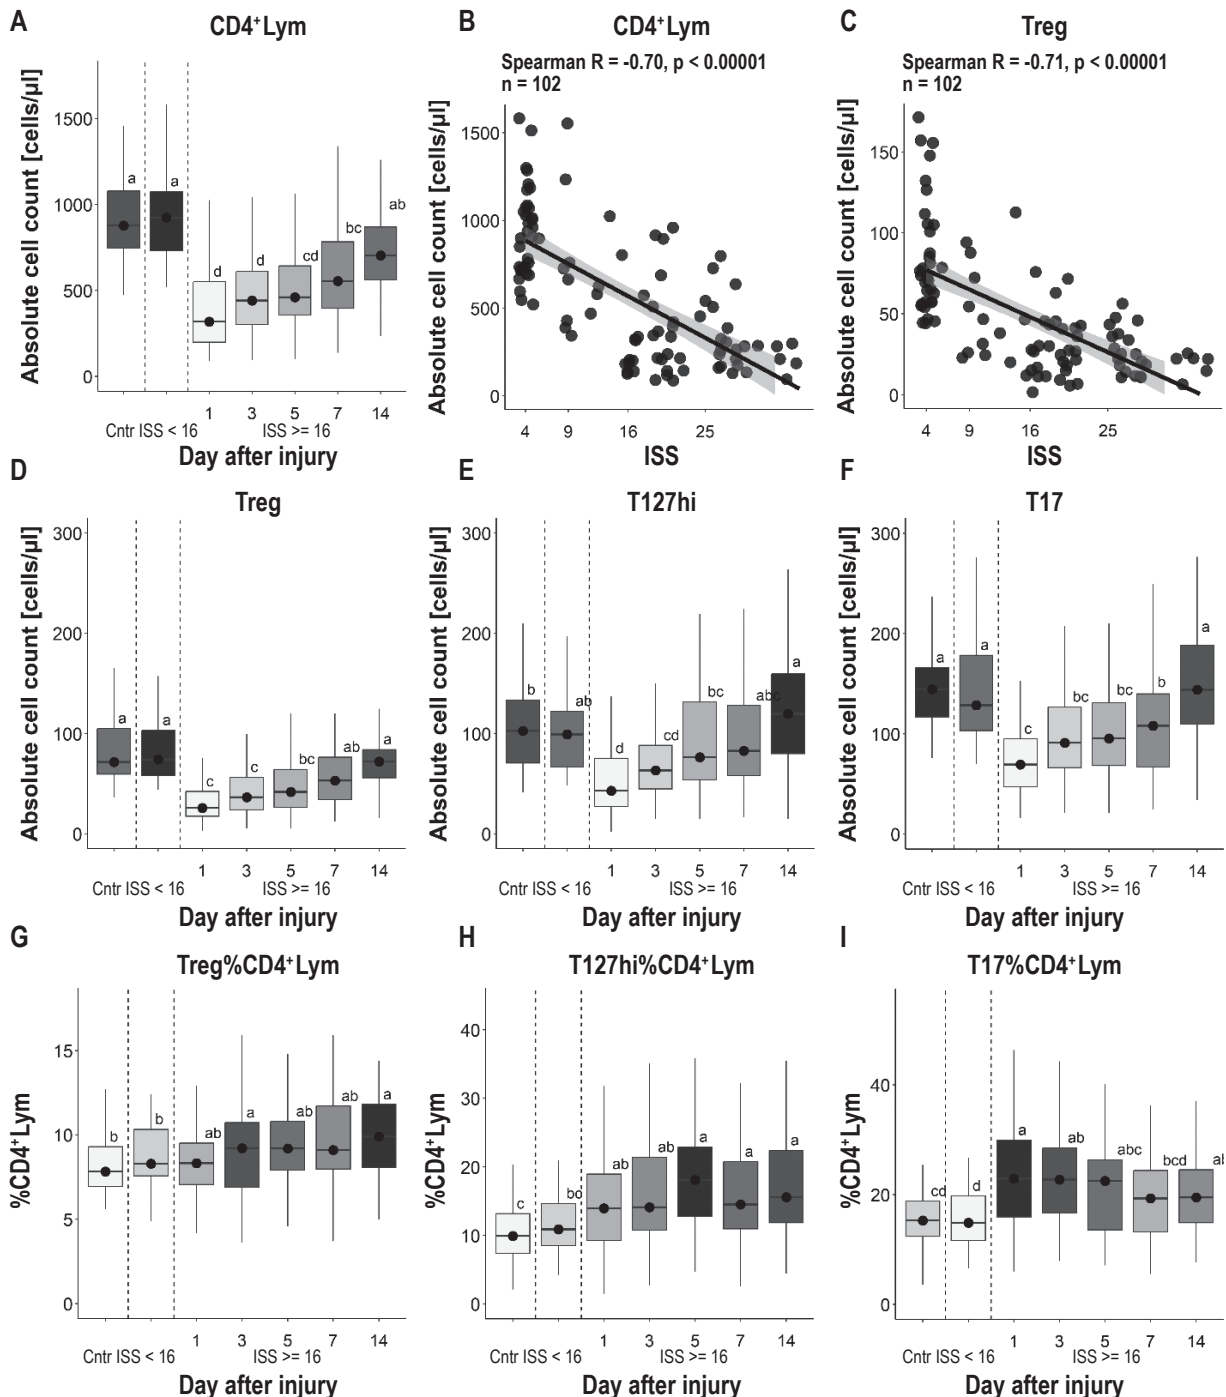 A
CD4⁺Lym
Absolute cell count [cells/µl]
1500
1000
500
0
a
a
d
d
cd
bc
ab
1 3 5 7 14
Cntr ISS < 16 ISS >= 16
Day after injury
B
CD4⁺Lym
Spearman R = -0.70, p < 0.00001
n = 102
Absolute cell count [cells/µl]
1500
1000
500
0
4 9 16 25
ISS
C
Treg
Spearman R = -0.71, p < 0.00001
n = 102
Absolute cell count [cells/µl]
150
100
50
0
4 9 16 25
ISS
D
Treg
Absolute cell count [cells/µl]
300
200
100
0
a
a
c
c
bc
ab
a
1 3 5 7 14
Cntr ISS < 16 ISS >= 16
Day after injury
E
T127hi
Absolute cell count [cells/µl]
300
200
100
0
b
ab
d
cd
bc
abc
a
1 3 5 7 14
Cntr ISS < 16 ISS >= 16
Day after injury
F
T17
Absolute cell count [cells/µl]
300
200
100
0
a
a
c
bc
bc
b
a
1 3 5 7 14
Cntr ISS < 16 ISS >= 16
Day after injury
G
Treg%CD4⁺Lym
%CD4⁺Lym
15
10
5
0
b
b
ab
a
ab
ab
a
1 3 5 7 14
Cntr ISS < 16 ISS >= 16
Day after injury
H
T127hi%CD4⁺Lym
%CD4⁺Lym
40
30
20
10
0
c
bc
ab
ab
a
a
a
1 3 5 7 14
Cntr ISS < 16 ISS >= 16
Day after injury
I
T17%CD4⁺Lym
%CD4⁺Lym
40
20
0
cd
d
a
ab
abc
bcd
1 3 5 7 14
Cntr ISS < 16 ISS >= 16
Day after injury